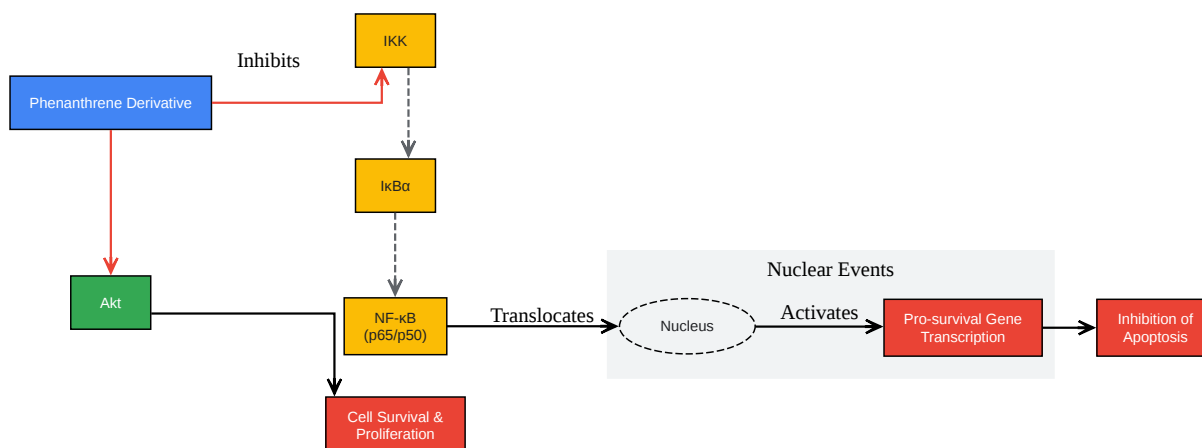 IKK
Inhibits
Phenanthrene Derivative
IκBα
Nuclear Events
Akt
NF-κB
(p65/p50)
Translocates
Nucleus
Activates
Pro-survival Gene
Transcription
Inhibition of
Apoptosis
Cell Survival &
Proliferation